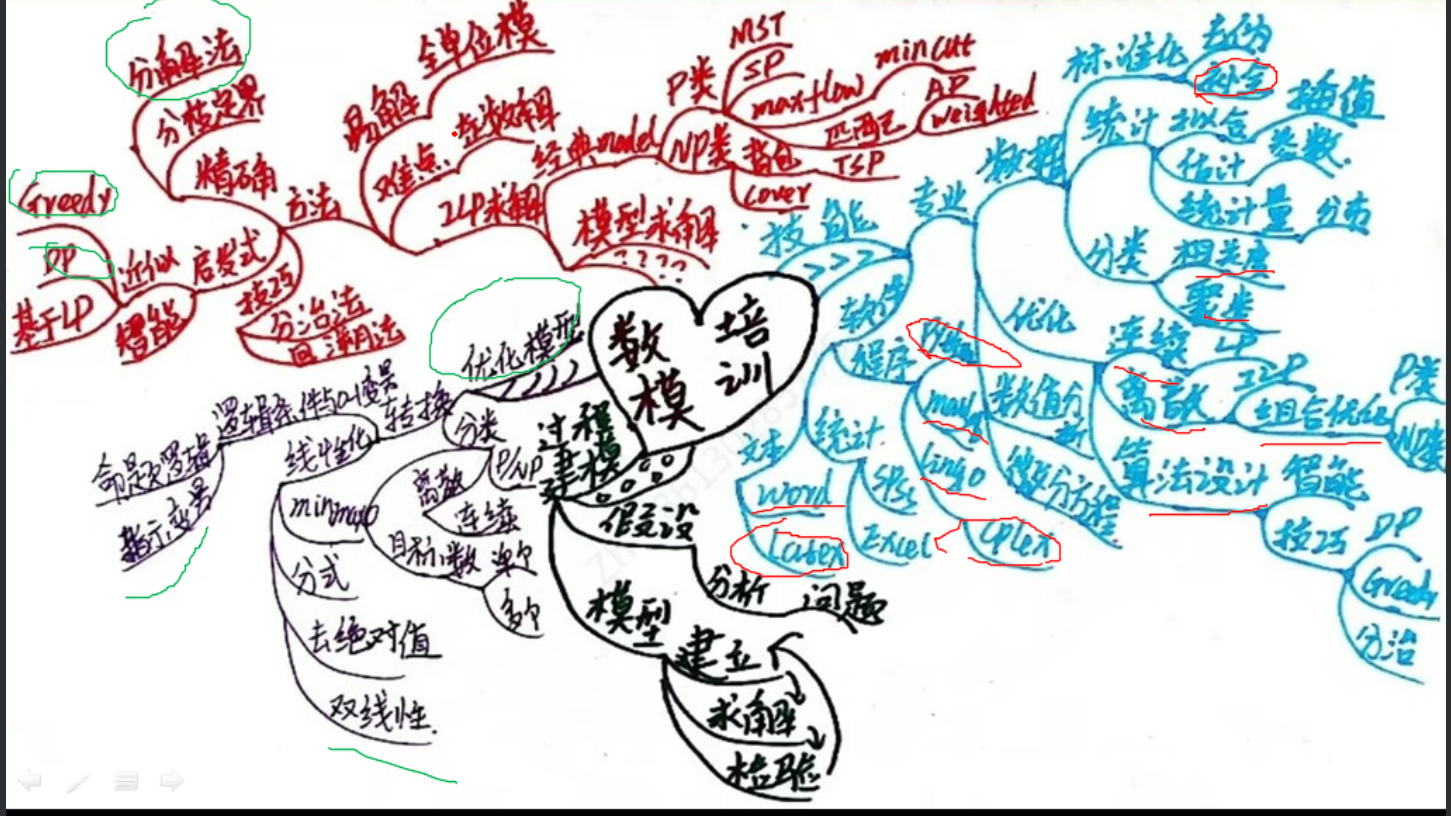 数模
培训
分解法
分枝定界
精确
Greedy
DP
近似
启发式
方法
基于LP
智能
技巧
分治法
回溯法
易解
全单位模
难点:
整数解
ILP求解
经典model
P类
MST
SP
maxflow
mincut
NP类
匹配
AP
weighted
背包
TSP
Cover
模型求解
? ? ? ?
优化模型
转换
逻辑条件与0-1变量
命题逻辑
指示变量
线性化
minmax
分式
去绝对值
双线性
分类
P/NP
离散
连续
目标函数
单个
多个
过程
建模
假设
分析
问题
模型
建立
求解
检验
技能
>>>
专业
数据
标准化
去伪
补全
统计
拟合
插值
估计
参数
统计量
分布
分类
相关度
聚类
优化
连续
LP
离散
ILP
组合优化
P类
NP类
算法设计
智能
技巧
DP
Greedy
分治
数值分析
微分方程
软件
程序
Lingo
Cplex
统计
SPSS
Excel
文本
Word
Latex